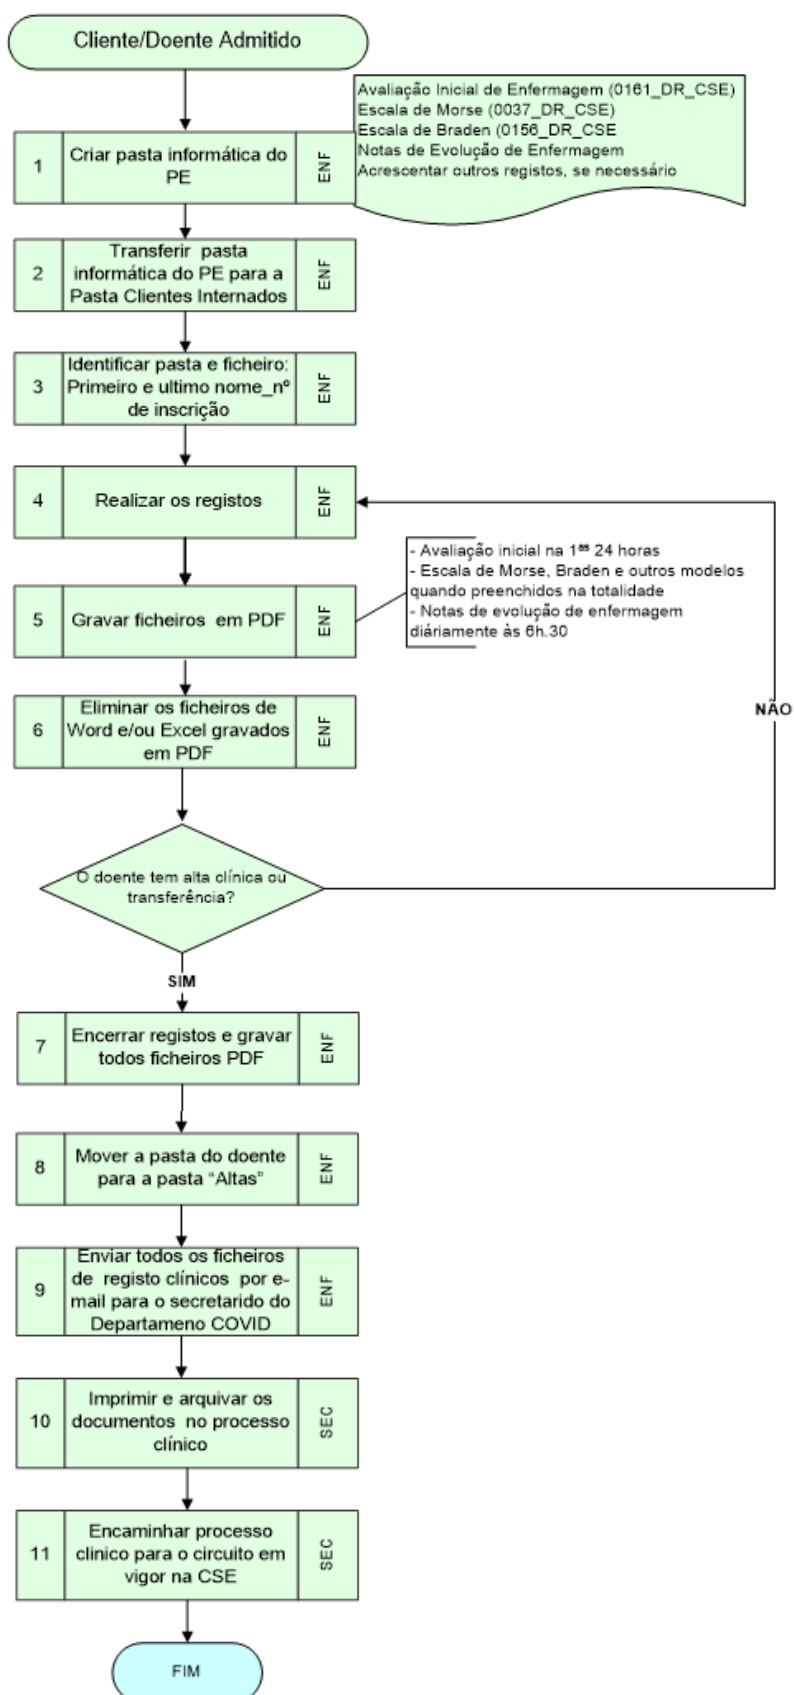 Cliente/Doente Admitido
Avaliação Inicial de Enfermagem (0161_DR_CSE)
Escala de Morse (0037_DR_CSE)
Escala de Braden (0156_DR_CSE
Notas de Evolução de Enfermagem
Acrescentar outros registos, se necessário
1
Criar pasta informática do
PE
ENF
2
Transferir pasta
informática do PE para a
Pasta Clientes Internados
ENF
3
Identificar pasta e ficheiro:
Primeiro e ultimo nome_nº
de inscrição
ENF
4
Realizar os registos
ENF
- Avaliação inicial na 1ªˢ 24 horas
- Escala de Morse, Braden e outros modelos
quando preenchidos na totalidade
- Notas de evolução de enfermagem
diáriamente às 6h.30
5
Gravar ficheiros em PDF
ENF
6
Eliminar os ficheiros de
Word e/ou Excel gravados
em PDF
ENF
NÃO
O doente tem alta clínica ou
transferência?
SIM
7
Encerrar registos e gravar
todos ficheiros PDF
ENF
8
Mover a pasta do doente
para a pasta “Altas”
ENF
9
Enviar todos os ficheiros
de registo clínicos por e-
mail para o secretarido do
Departameno COVID
ENF
10
Imprimir e arquivar os
documentos no processo
clínico
SEC
11
Encaminhar processo
clinico para o circuito em
vigor na CSE
SEC
FIM